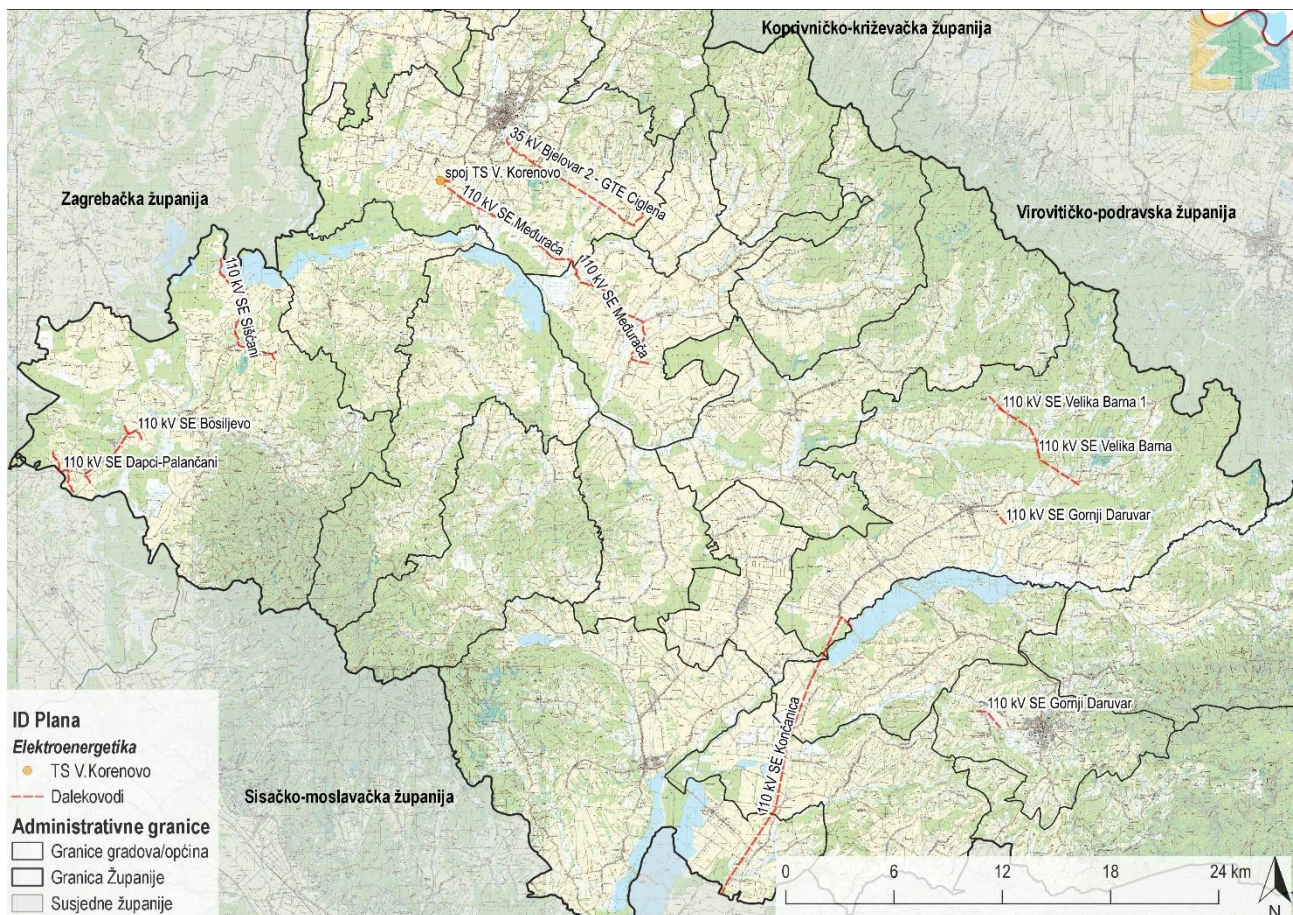 Koprivničko-križevačka županija
35 kV Bjelovar 2 - GTE Ciglena
spoj TS V. Korenovo
Zagrebačka županija
110 kV SE Međurača
Virovitičko-podravska županija
110 kV SE Siščani
110 kV SE Međurača
110 kV SE Velika Barna 1
110 kV SE Bosiljevo
110 kV SE Velika Barna
110 kV SE Dapci-Palančani
110 kV SE Gornji Daruvar
110 kV SE Končanica
110 kV SE Gornji Daruvar
Sisačko-moslavačka županija
ID Plana
Elektroenergetika
TS V.Korenovo
Dalekovodi
Administrativne granice
Granice gradova/općina
Granica Županije
Susjedne županije
0 6 12 18 24 km
N